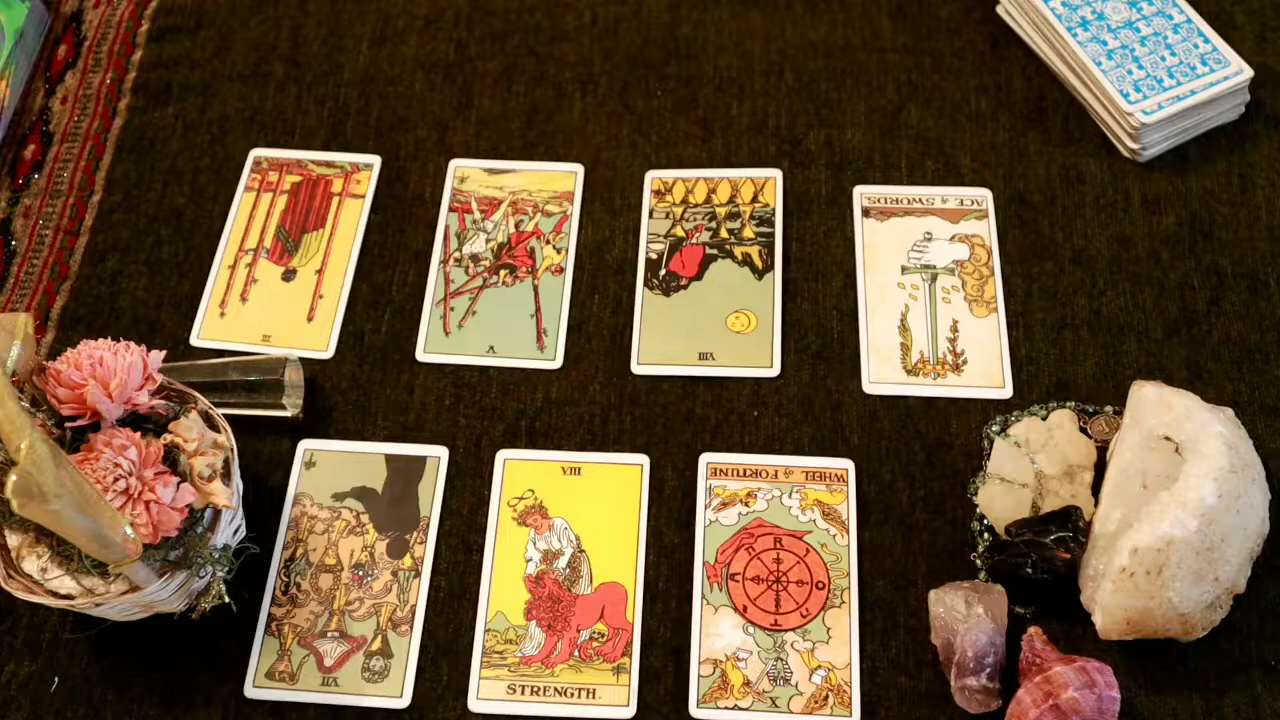 III
V
VIII
ACE of SWORDS.
VII
VIII
STRENGTH.
WHEEL of FORTUNE
X